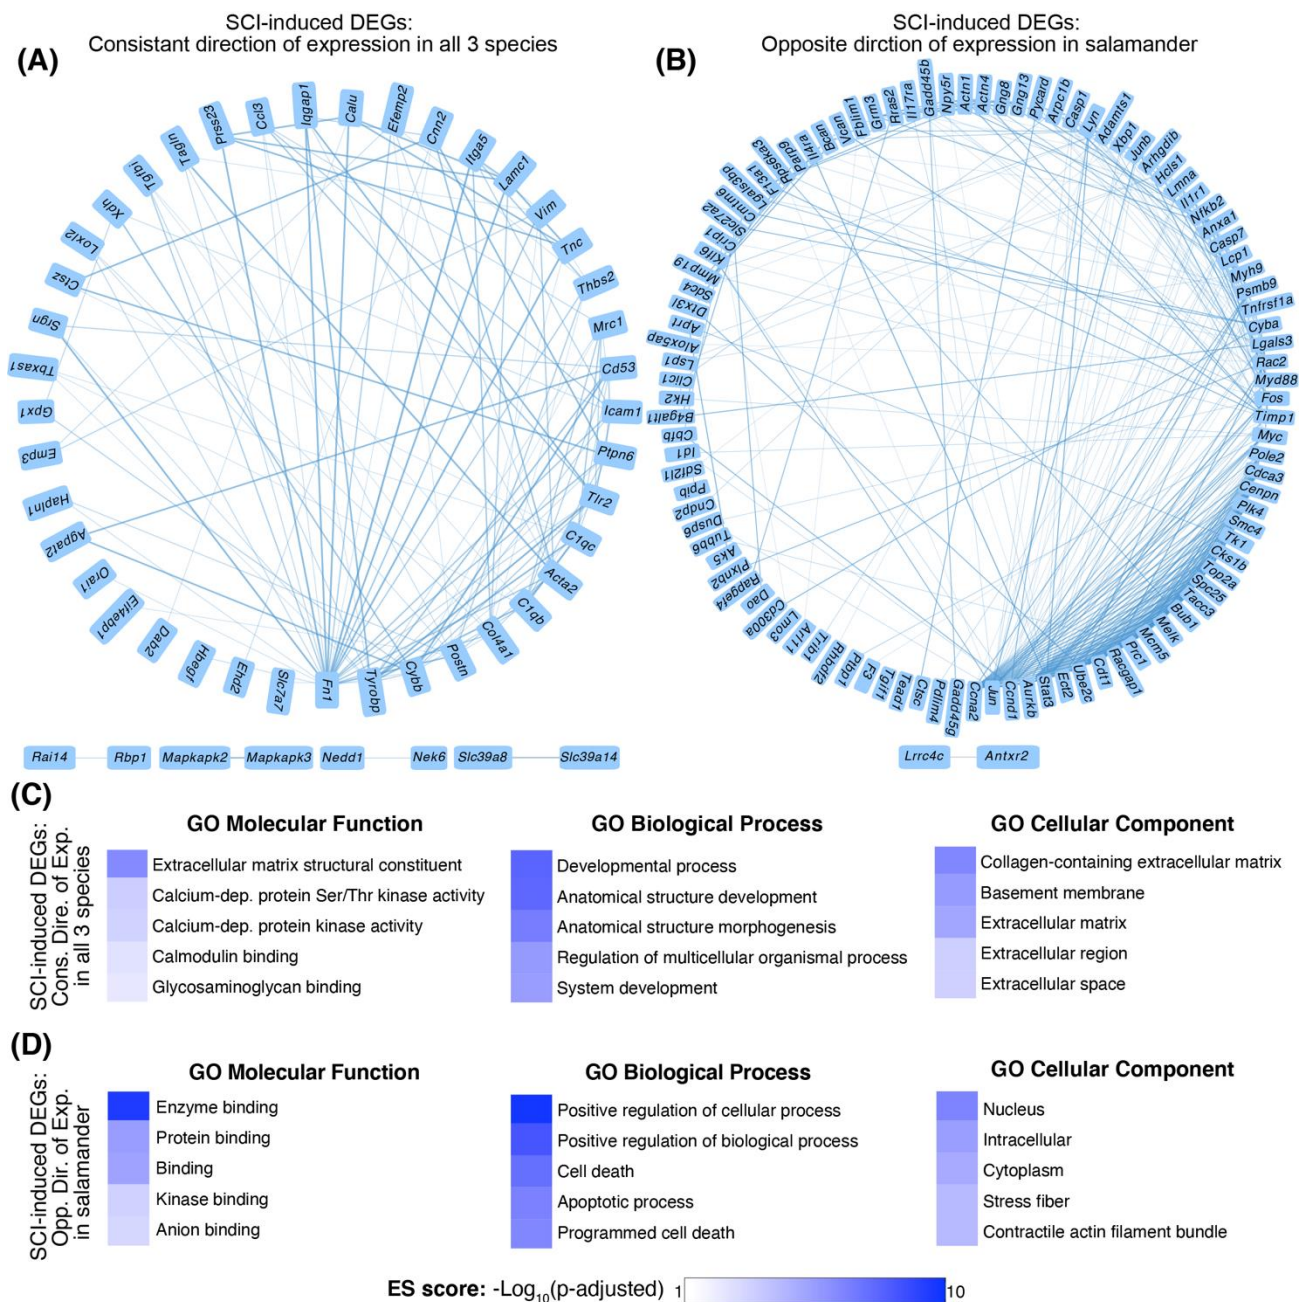 SCI-induced DEGs:
Consistant direction of expression in all 3 species
SCI-induced DEGs:
Opposite dirction of expression in salamander
(A)
Iqgap1
Calu
Efemp2
Cnn2
Itga5
Lamc1
Vim
Tnc
Thbs2
Mrc1
Cd53
Icam1
Ptpn6
Tlr2
C1qc
Acta2
C1qb
Col4a1
Postn
Cybb
Tyrobp
Fn1
Slc7a7
Ehd2
Hbegf
Dab2
Eif4ebp1
Orai1
Agpat2
Hapln1
Emp3
Gpx1
Tbxas1
Srgn
Ctsz
Loxl2
Xdh
Tgfbi
Tagln
Prss23
Ccl3
Rai14
Rbp1
Mapkapk2
Mapkapk3
Nedd1
Nek6
Slc39a8
Slc39a14
(B)
Gadd45b
Npy5r
Actn1
Actn4
Gng8
Gng13
Pycard
Arpc1b
Casp1
Lyn
Adamts1
Xbp1
Junb
Arhgdib
Hcls1
Lmna
Il1r1
Nfkb2
Anxa1
Casp7
Lcp1
Myh9
Psmb9
Tnfrsf1a
Cyba
Lgals3
Rac2
Myd88
Fos
Timp1
Myc
Pole2
Cdca3
Cenpn
Plk4
Smc4
Tk1
Cks1b
Top2a
Spc25
Tacc3
Bub1
Melk
Mcm5
Prc1
Racgap1
Cdt1
Ube2c
Ect2
Stat3
Aurkb
Ccnd1
Jun
Ccna2
Gadd45g
Pdlim4
Ctsc
Tead1
Tgif1
F3
Plbp1
Rhbdf2
Trib1
Arl11
Lmo3
Cd300a
Dao
Rapgef4
Plxnb2
Ak5
Tubb6
Dusp6
Cndp2
Ppib
Sdf2l1
Id1
Cbfb
B4galt1
Hk2
Clic1
Lsp1
Alox5ap
Aprt
Dtx3l
Sdc4
Mmp19
Klf6
Crip1
Slc27a2
Cmtm6
Lgals3bp
F13a1
Rps6ka3
Parp9
Il4ra
Bcan
Vcan
Fblim1
Grm3
Rras2
Il17ra
Lrrc4c
Antxr2
(C)
SCI-induced DEGs:
Cons. Dire. of Exp.
in all 3 species
GO Molecular Function
Extracellular matrix structural constituent
Calcium-dep. protein Ser/Thr kinase activity
Calcium-dep. protein kinase activity
Calmodulin binding
Glycosaminoglycan binding
GO Biological Process
Developmental process
Anatomical structure development
Anatomical structure morphogenesis
Regulation of multicellular organismal process
System development
GO Cellular Component
Collagen-containing extracellular matrix
Basement membrane
Extracellular matrix
Extracellular region
Extracellular space
(D)
SCI-induced DEGs:
Opp. Dir. of Exp.
in salamander
GO Molecular Function
Enzyme binding
Protein binding
Binding
Kinase binding
Anion binding
GO Biological Process
Positive regulation of cellular process
Positive regulation of biological process
Cell death
Apoptotic process
Programmed cell death
GO Cellular Component
Nucleus
Intracellular
Cytoplasm
Stress fiber
Contractile actin filament bundle
ES score: -Log10(p-adjusted) 1 10